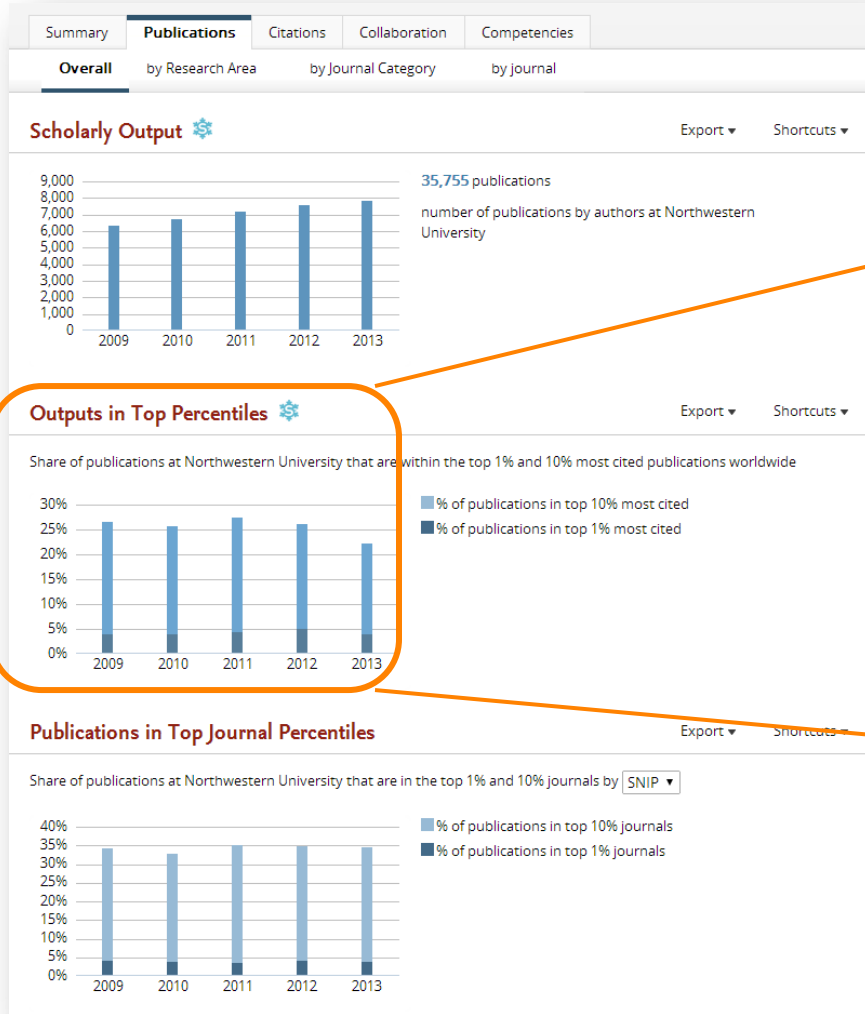 Summary Publications Citations Collaboration Competencies
Overall by Research Area by Journal Category by journal
Scholarly Output Export Shortcuts
9,000
8,000
7,000
6,000
5,000
4,000
3,000
2,000
1,000
0
2009 2010 2011 2012 2013
35,755 publications
number of publications by authors at Northwestern
University
Outputs in Top Percentiles Export Shortcuts
Share of publications at Northwestern University that are within the top 1% and 10% most cited publications worldwide
30%
25%
20%
15%
10%
5%
0%
2009 2010 2011 2012 2013
% of publications in top 10% most cited
% of publications in top 1% most cited
Publications in Top Journal Percentiles Export Shortcuts
Share of publications at Northwestern University that are in the top 1% and 10% journals by SNIP
40%
35%
30%
25%
20%
15%
10%
5%
0%
2009 2010 2011 2012 2013
% of publications in top 10% journals
% of publications in top 1% journals